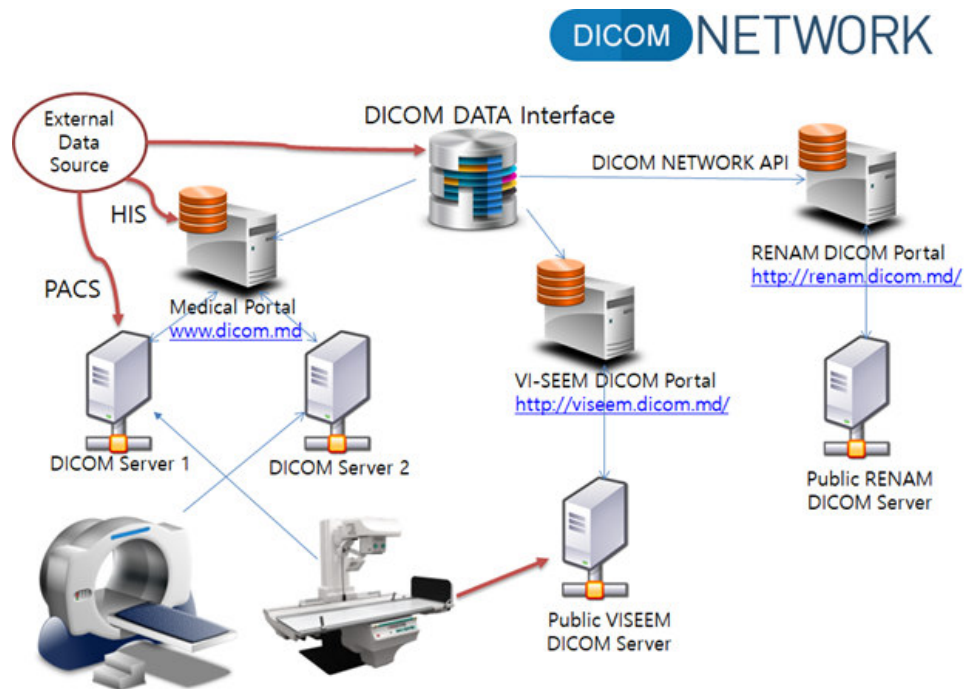 DICOM NETWORK
External
Data
Source
DICOM DATA Interface
DICOM NETWORK API
HIS
PACS
RENAM DICOM Portal
http://renam.dicom.md/
Medical Portal
www.dicom.md
VI-SEEM DICOM Portal
http://viseem.dicom.md/
DICOM Server 1
DICOM Server 2
Public RENAM
DICOM Server
Public VISEEM
DICOM Server